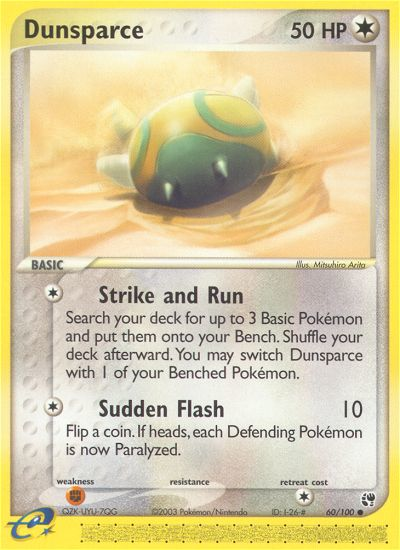 Dunsparce 50 HP
BASIC
Illus. Mitsuhiro Arita
Strike and Run
Search your deck for up to 3 Basic Pokémon
and put them onto your Bench. Shuffle your
deck afterward. You may switch Dunsparce
with 1 of your Benched Pokémon.
Sudden Flash 10
Flip a coin. If heads, each Defending Pokémon
is now Paralyzed.
weakness resistance retreat cost
QZK-UYU-7QG ©2003 Pokémon/Nintendo ID: I-26-# 60/100
e